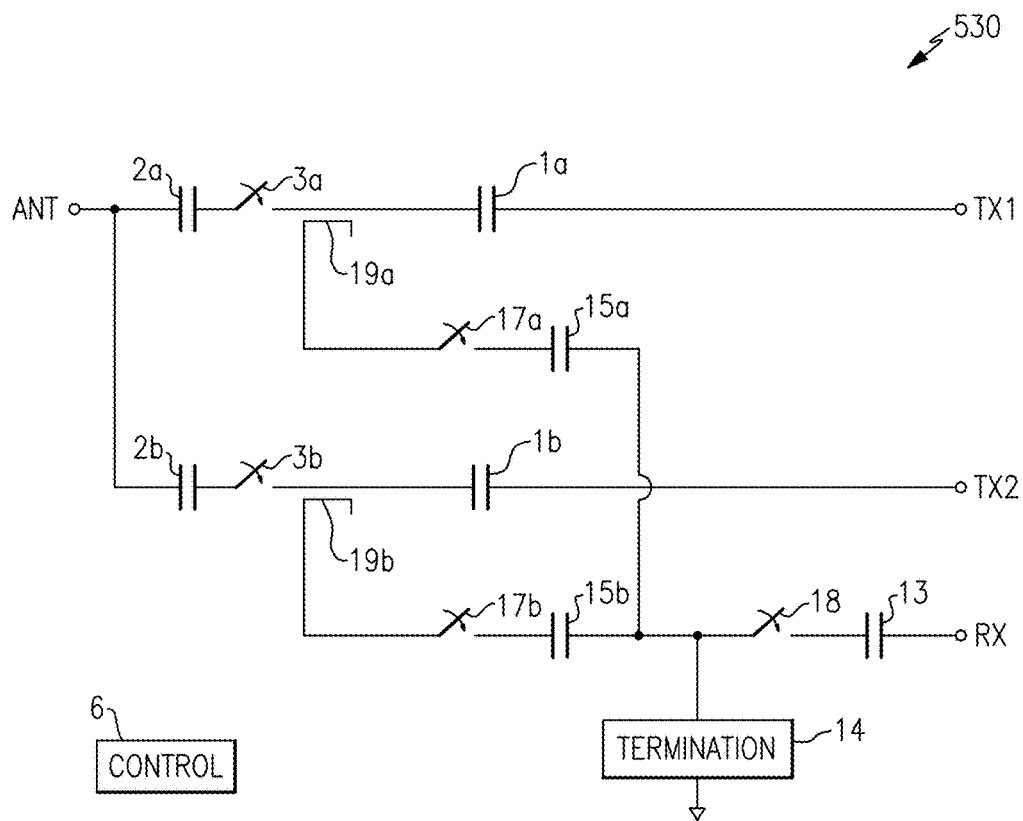 530
2a
3a
1a
ANT
TX1
19a
17a
15a
2b
3b
1b
TX2
19b
17b
15b
18
13
RX
6
CONTROL
TERMINATION
14